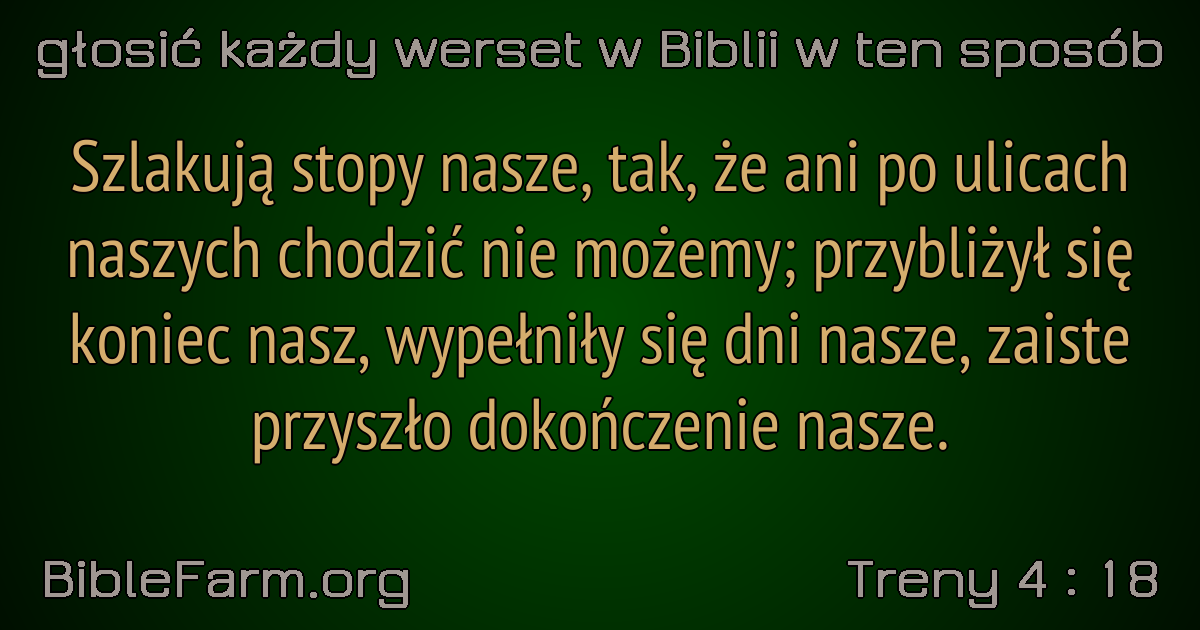 głosić każdy werset w Biblii w ten sposób
Szlakują stopy nasze, tak, że ani po ulicach
naszych chodzić nie możemy; przybliżył się
koniec nasz, wypełniły się dni nasze, zaiste
przyszło dokończenie nasze.
BibleFarm.org
Treny 4 : 18